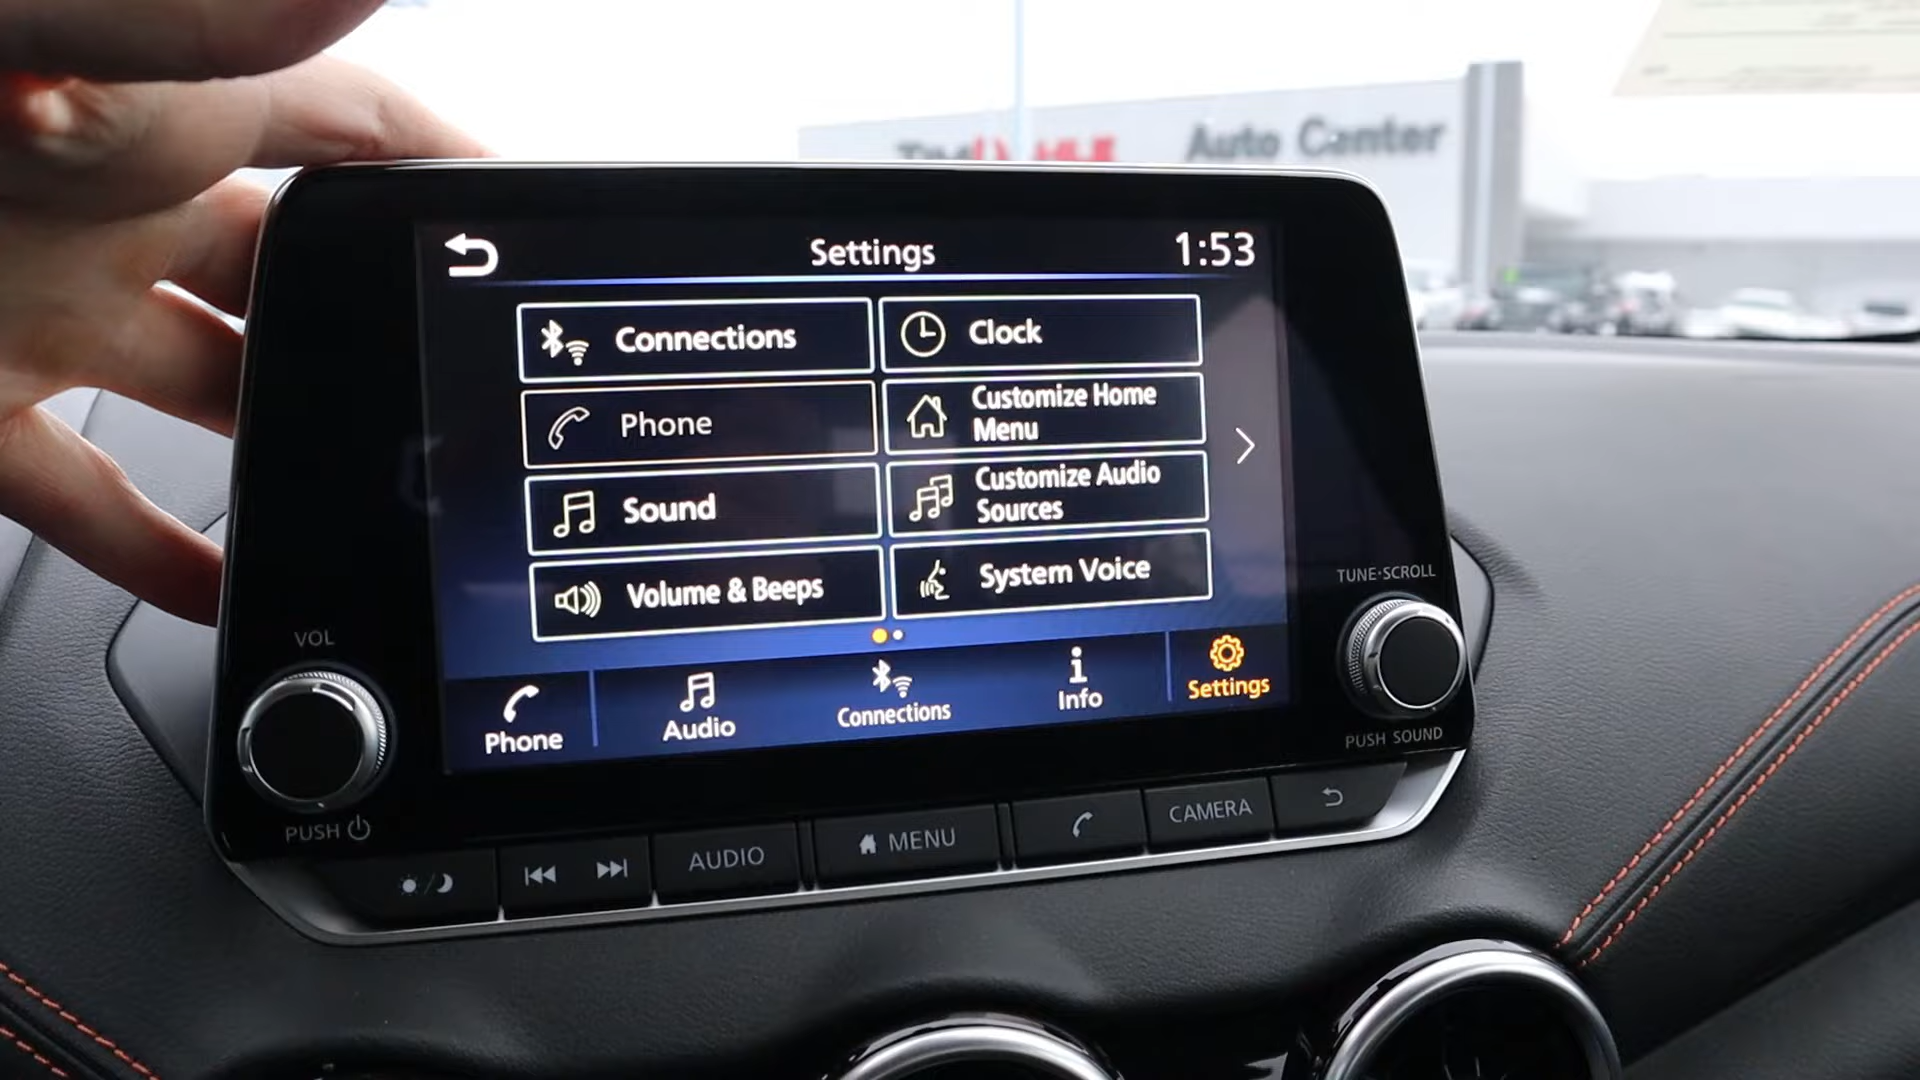 Auto Center
Settings
1:53
Connections
Clock
Phone
Customize Home
Menu
Sound
Customize Audio
Sources
Volume & Beeps
System Voice
Phone
Audio
Connections
Info
Settings
VOL
PUSH
TUNE·SCROLL
PUSH SOUND
AUDIO
MENU
CAMERA